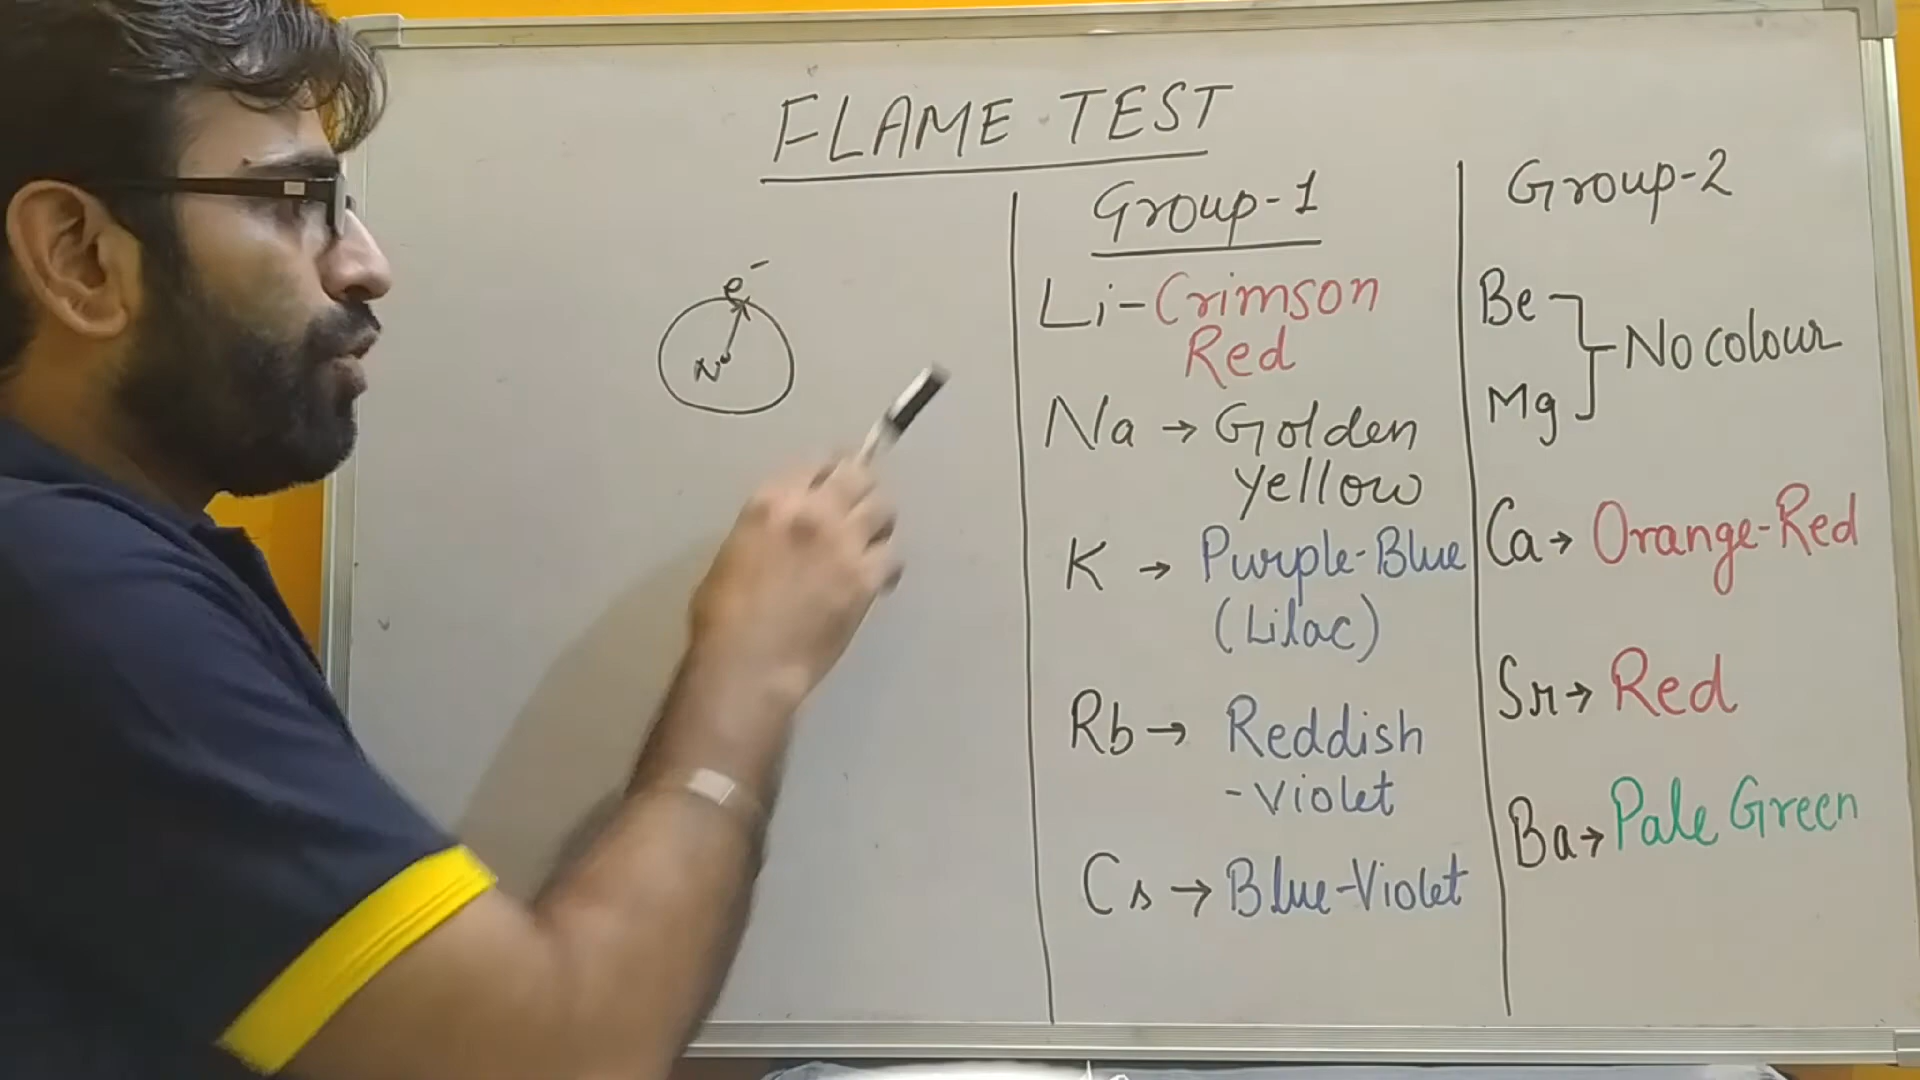 FLAME TEST
e⁻
N
Group-1
Li-Crimson
Red
Na → Golden
yellow
K → Purple-Blue
(Lilac)
Rb → Reddish
-Violet
Cs → Blue-Violet
Group-2
Be
Mg
No colour
Ca → Orange-Red
Sr → Red
Ba → Pale Green